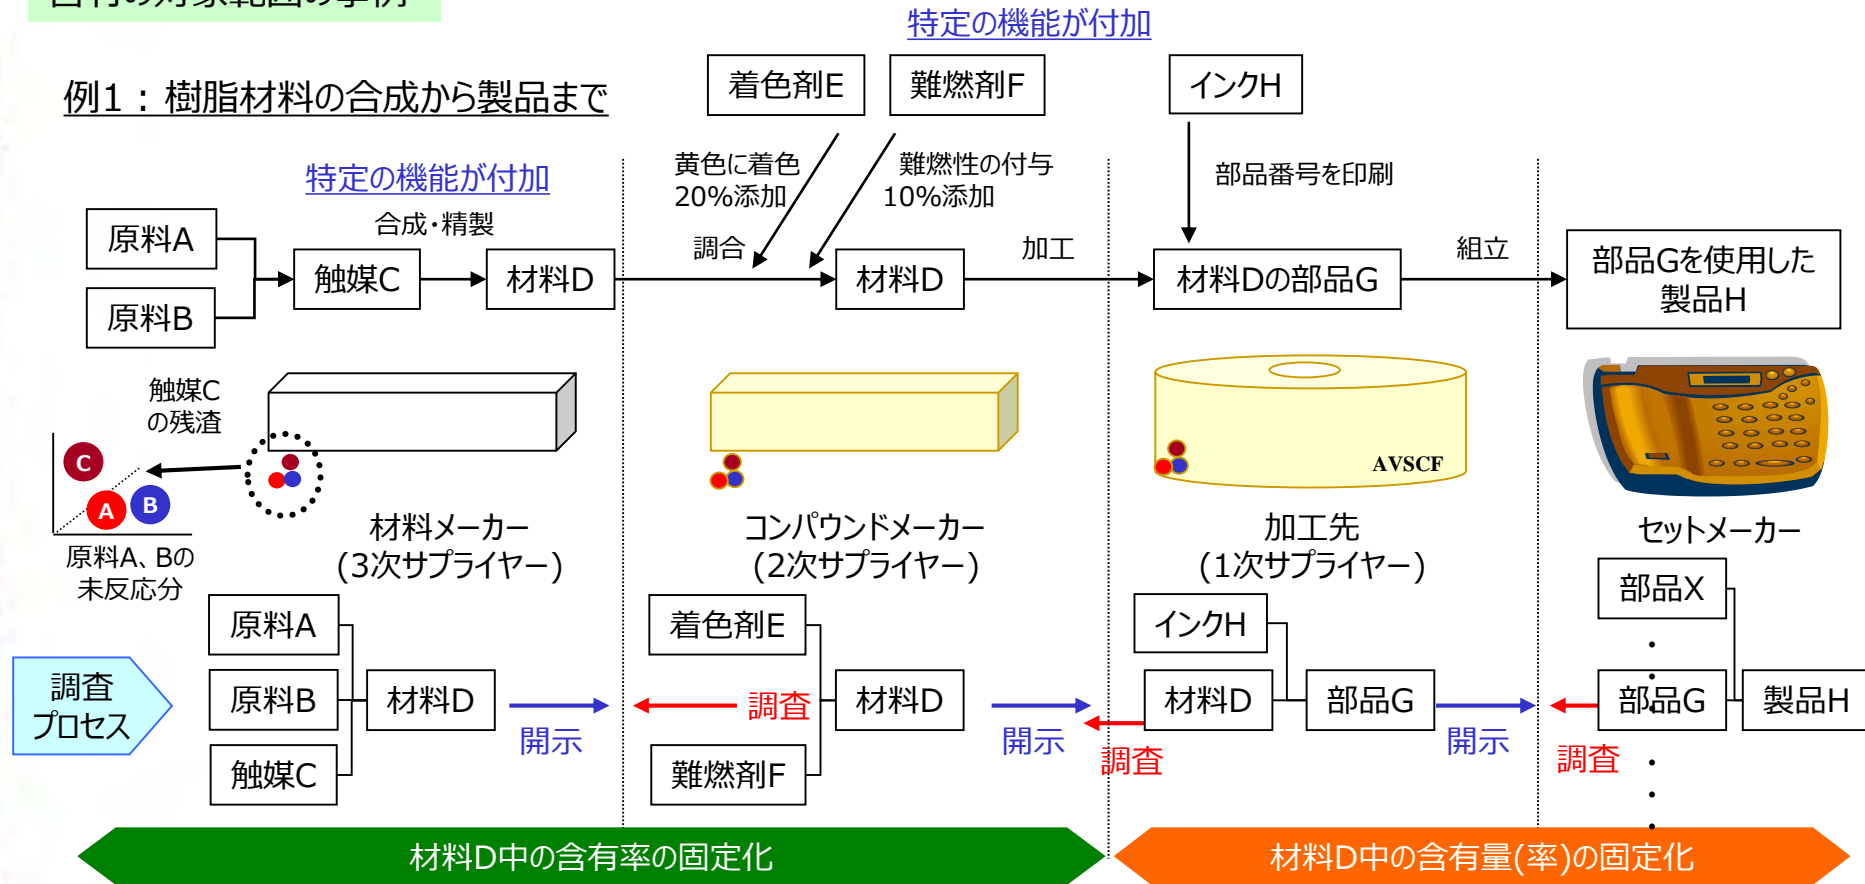 含有の対象範囲の事例
特定の機能が付加
例1：樹脂材料の合成から製品まで
着色剤E
難燃剤F
インクH
特定の機能が付加
黄色に着色
20%添加
難燃性の付与
10%添加
部品番号を印刷
原料A
原料B
合成・精製
触媒C
材料D
調合
材料D
加工
材料Dの部品G
組立
部品Gを使用した
製品H
触媒C
の残渣
C
A
B
原料A、Bの
未反応分
AVSCF
材料メーカー
(3次サプライヤー)
コンパウンドメーカー
(2次サプライヤー)
加工先
(1次サプライヤー)
セットメーカー
調査
プロセス
原料A
原料B
触媒C
材料D
開示
着色剤E
調査
難燃剤F
材料D
開示
調査
インクH
材料D
部品G
開示
調査
部品X
部品G
製品H
材料D中の含有率の固定化
材料D中の含有量(率)の固定化